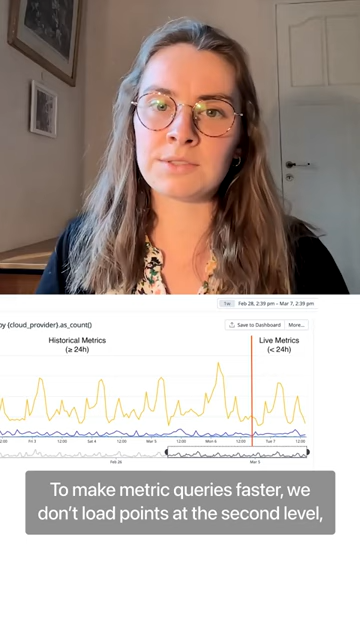 1w Feb 28, 2:39 pm – Mar 7, 2:39 pm
by {cloud_provider}.as_count()
Save to Dashboard More...
Historical Metrics
(≥ 24h)
Live Metrics
(< 24h)
12:00 Fri 3 12:00 Sat 4 12:00 Mar 5 12:00 Mon 6 12:00 Tue 7 12:00
Feb 26 Mar 5
To make metric queries faster, we
don't load points at the second level,